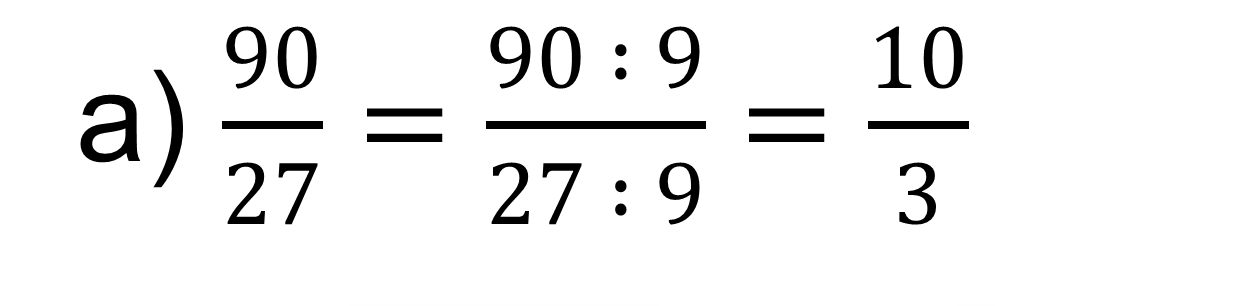 a) 90/27 = 90 : 9/27 : 9 = 10/3